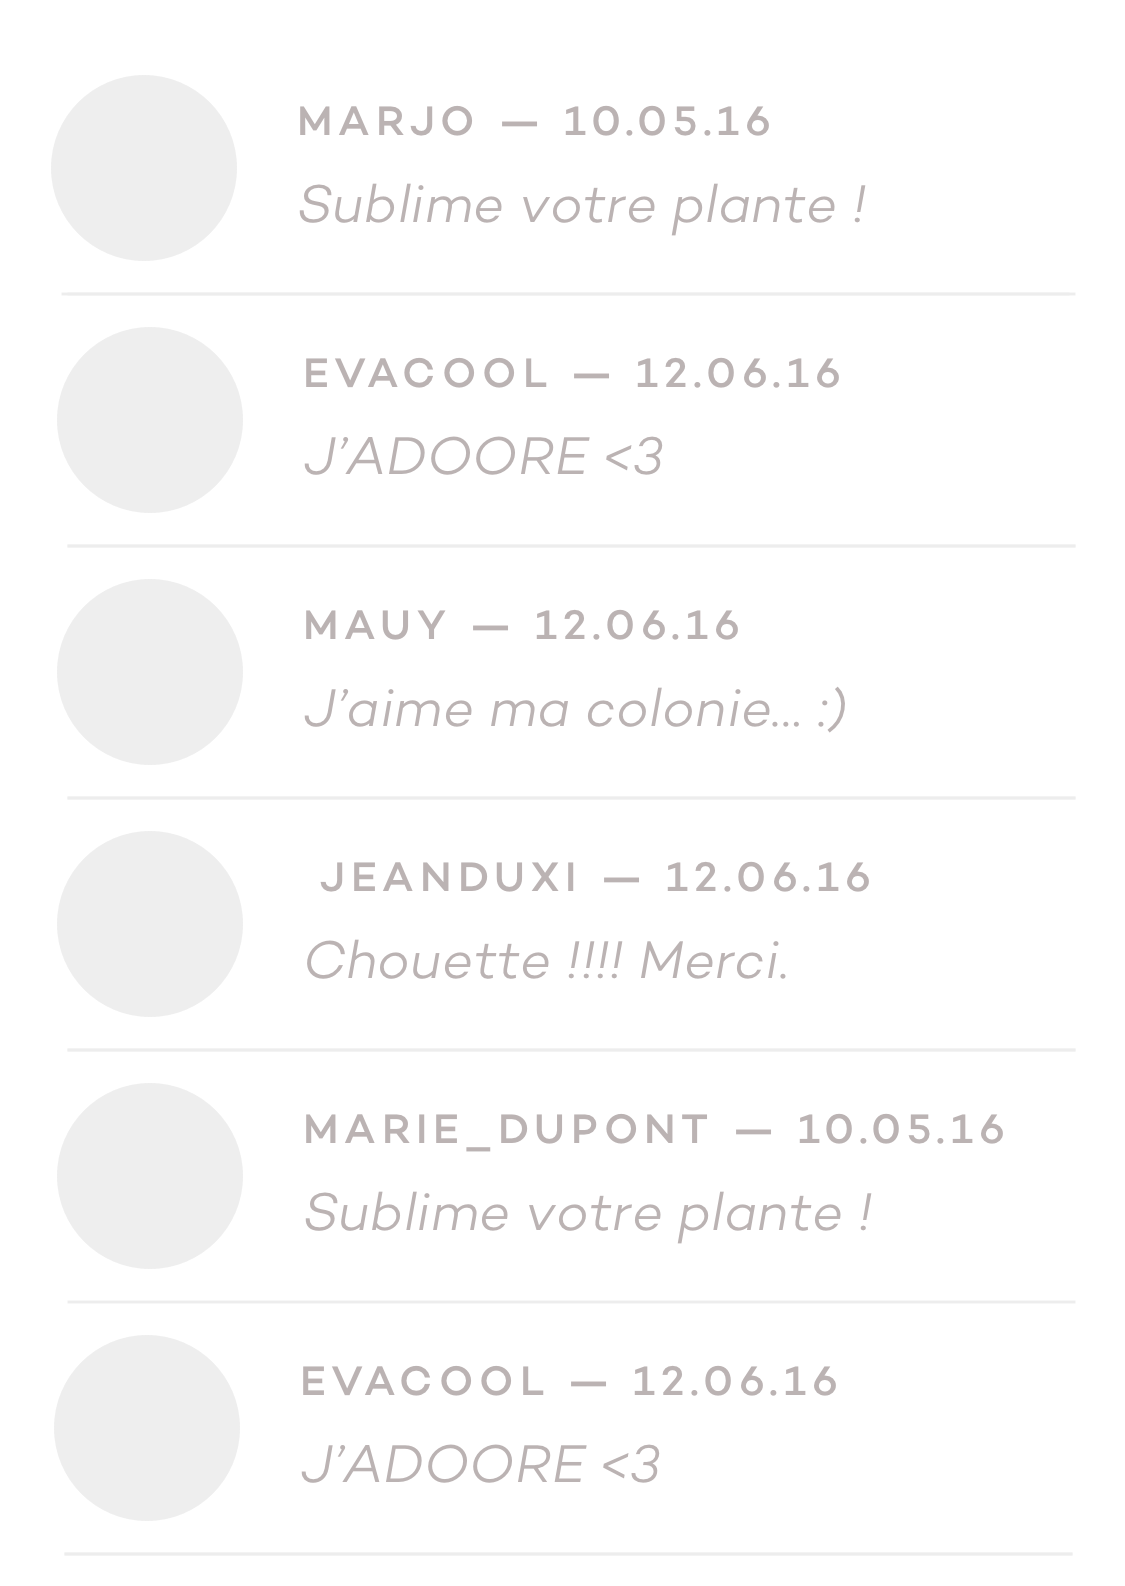 MARJO — 10.05.16
Sublime votre plante !
EVACOOL — 12.06.16
J’ADOORE <3
MAUY — 12.06.16
J’aime ma colonie... :)
JEANDUXI — 12.06.16
Chouette !!!! Merci.
MARIE_DUPONT — 10.05.16
Sublime votre plante !
EVACOOL — 12.06.16
J’ADOORE <3